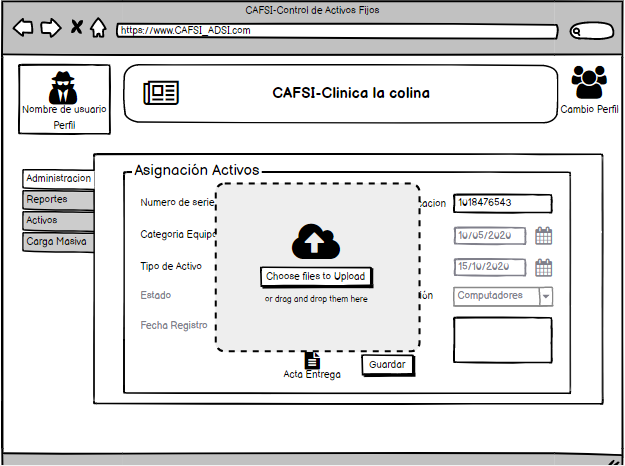 CAFSI-Control de Activos Fijos
https://www.CAFSI_ADSI.com
Nombre de usuario
Perfil
CAFSI-Clinica la colina
Cambio Perfil
Administracion
Reportes
Activos
Carga Masiva
Asignación Activos
Numero de serie
1018476543
Categoria Equipo
10/05/2020
Tipo de Activo
15/10/2020
Estado
Computadores
Fecha Registro
Choose files to Upload
or drag and drop them here
Acta Entrega
Guardar